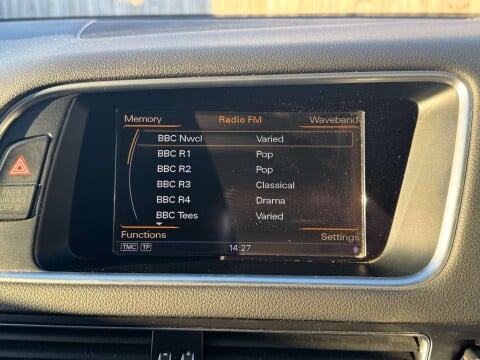 Memory Radio FM Waveband
BBC Nwcl Varied
BBC R1 Pop
BBC R2 Pop
BBC R3 Classical
BBC R4 Drama
BBC Tees Varied
Functions Settings
TMC TP 14:27
AIRBAG